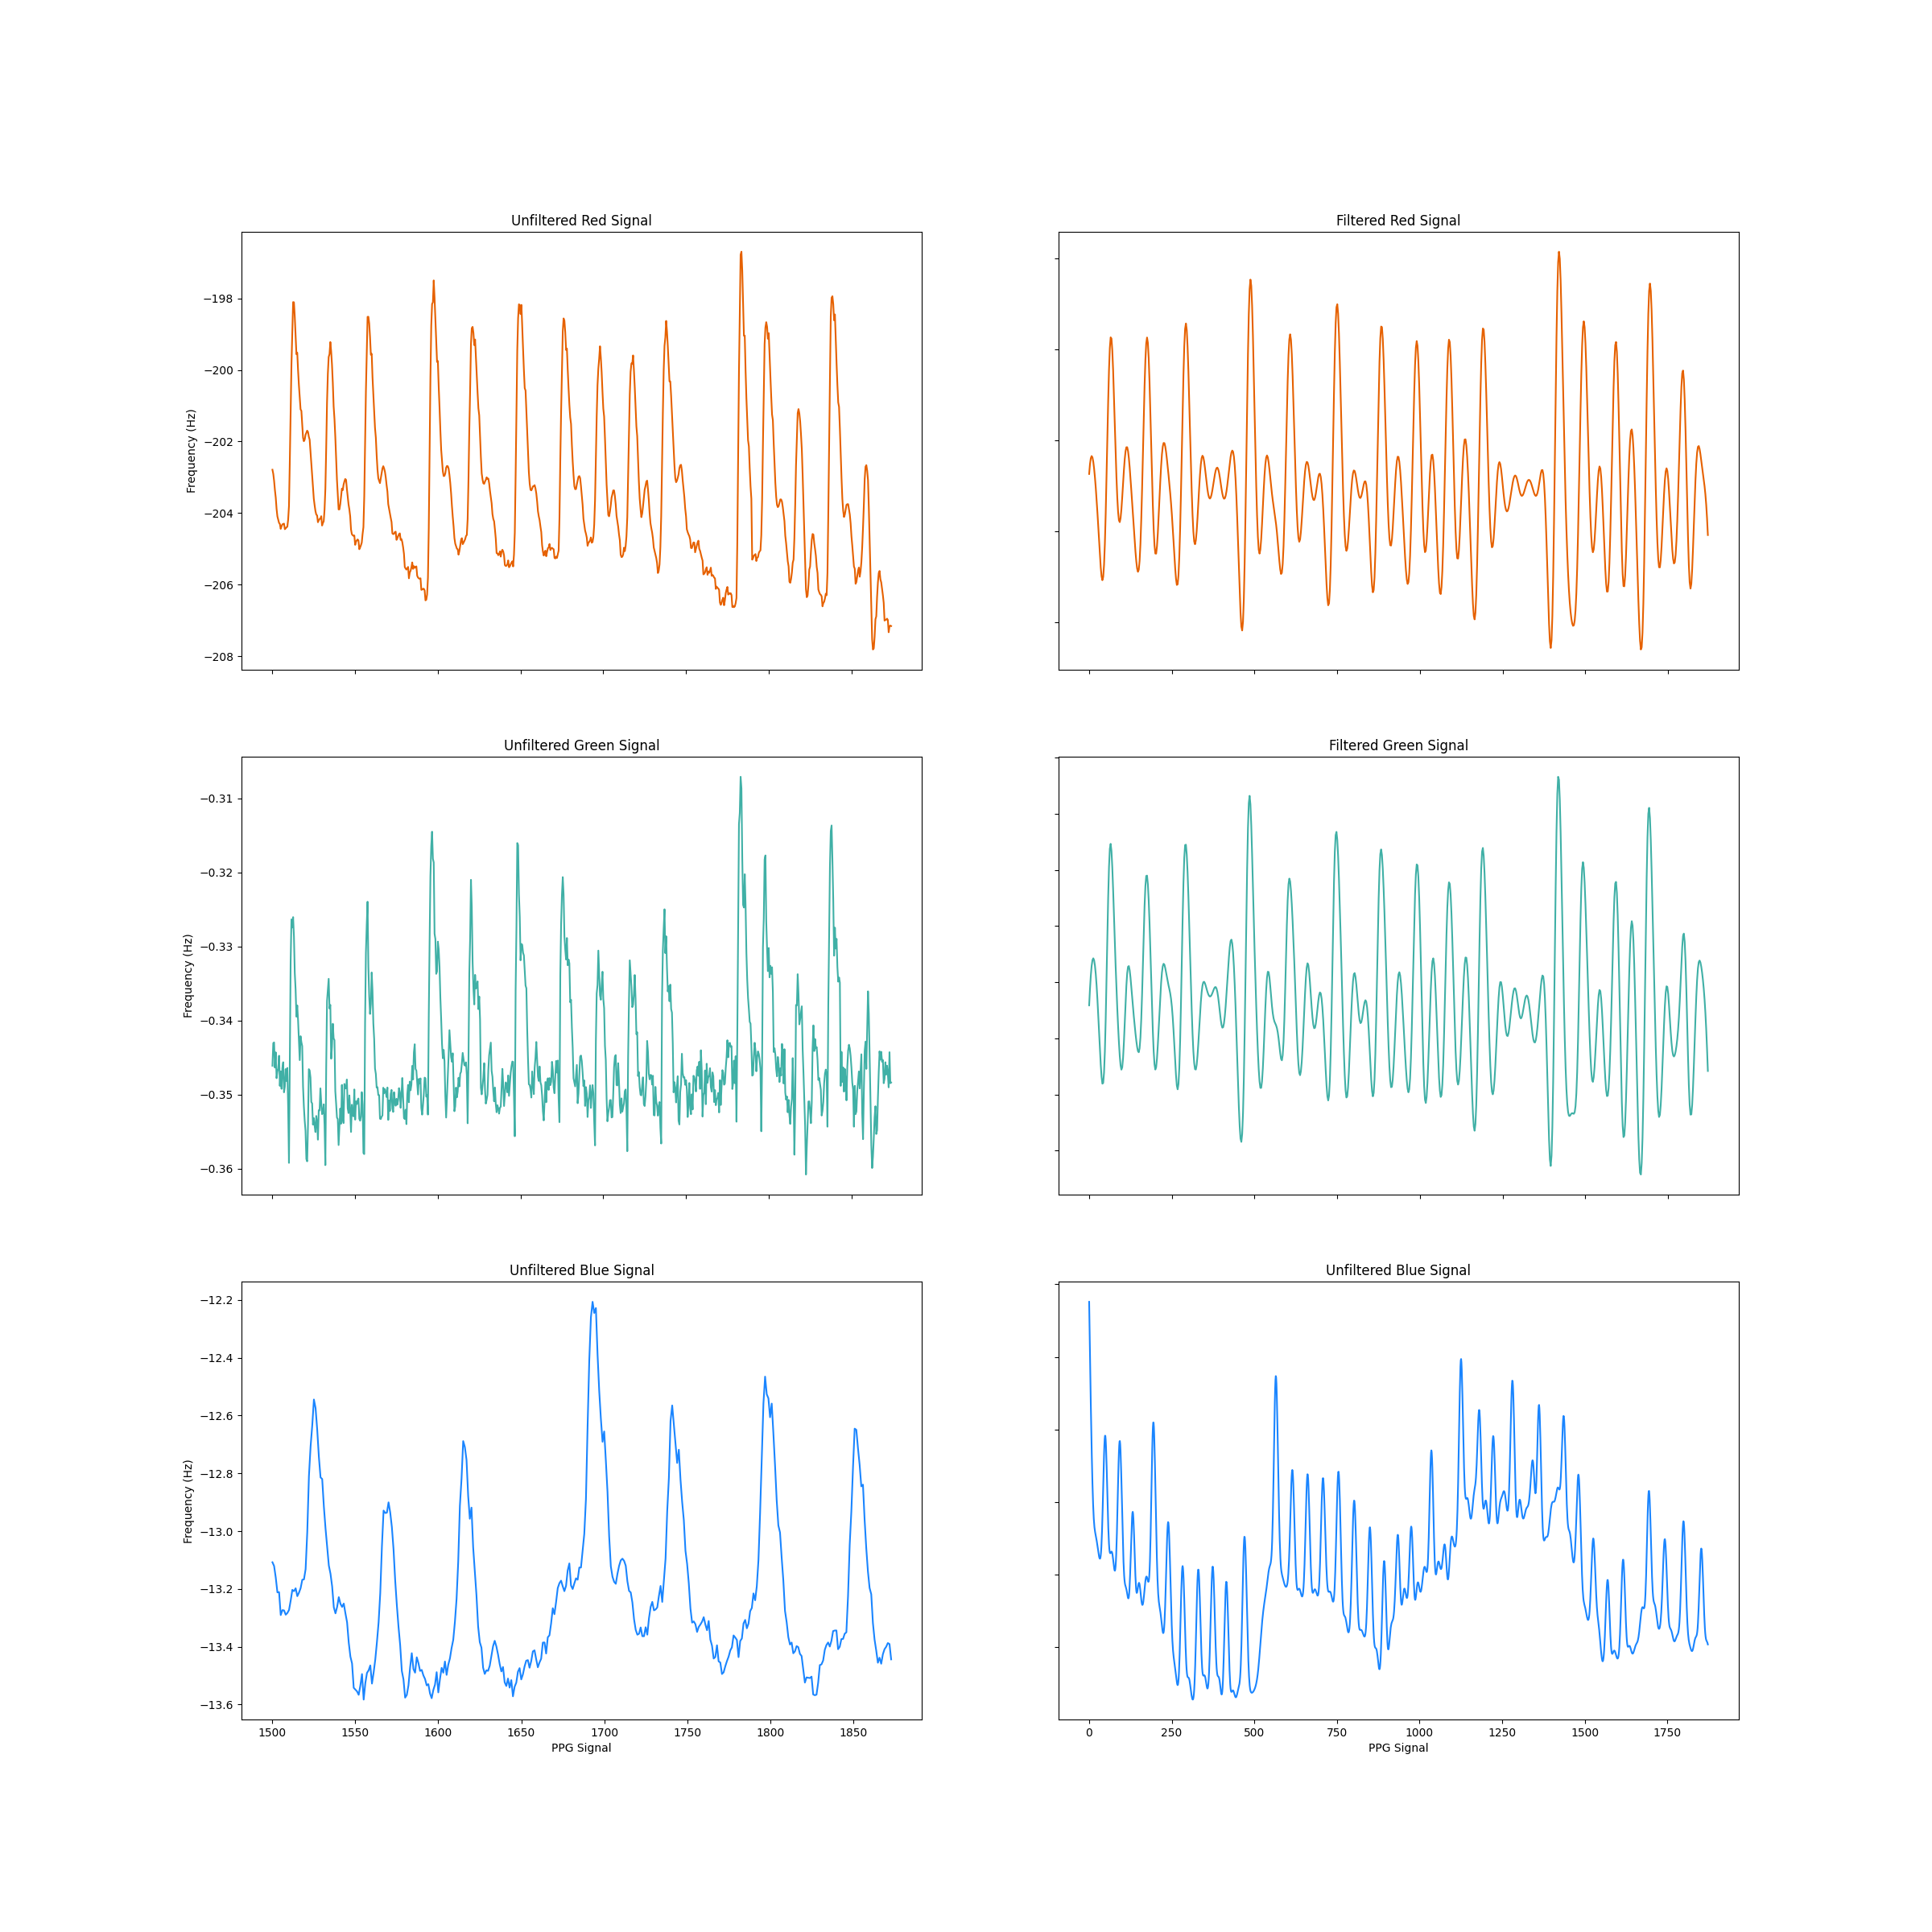 Unfiltered Red Signal
Filtered Red Signal
Frequency (Hz)
−198
−200
−202
−204
−206
−208
Unfiltered Green Signal
Filtered Green Signal
Frequency (Hz)
−0.31
−0.32
−0.33
−0.34
−0.35
−0.36
Unfiltered Blue Signal
Unfiltered Blue Signal
Frequency (Hz)
−12.2
−12.4
−12.6
−12.8
−13.0
−13.2
−13.4
−13.6
1500 1550 1600 1650 1700 1750 1800 1850
PPG Signal
0 250 500 750 1000 1250 1500 1750
PPG Signal